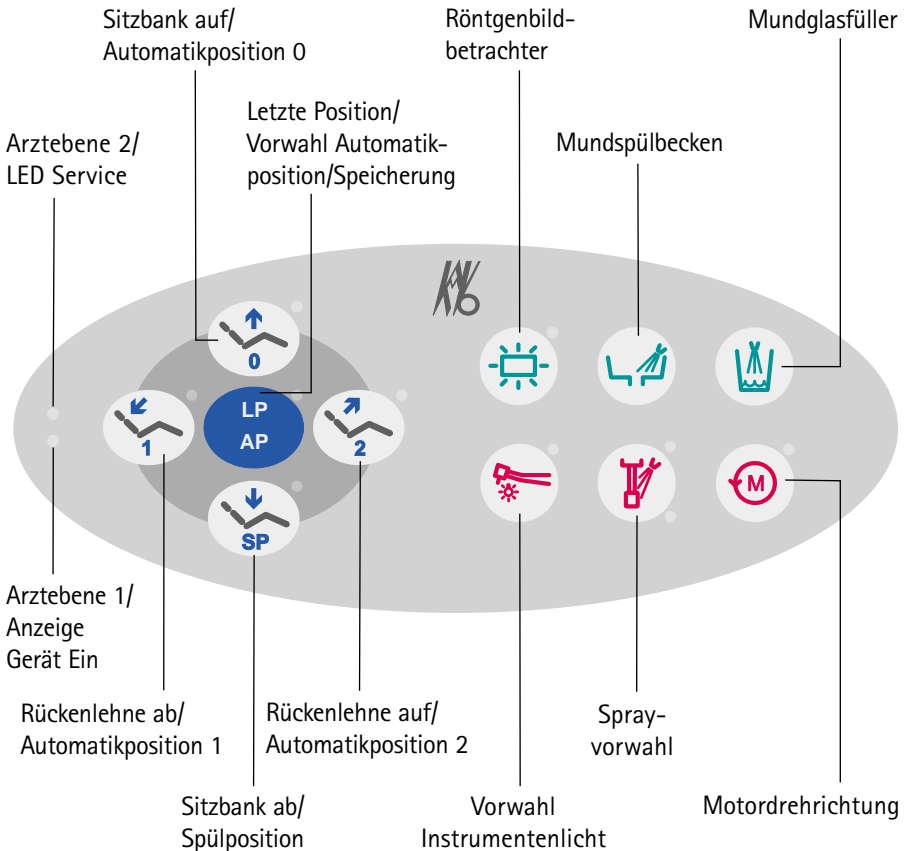 Sitzbank auf/
Automatikposition 0
Röntgenbild-
betrachter
Mundglasfüller
Letzte Position/
Vorwahl Automatik-
position/Speicherung
Arztebene 2/
LED Service
Mundspülbecken
KaVo
0
LP
AP
1
2
SP
M
Arztebene 1/
Anzeige
Gerät Ein
Rückenlehne ab/
Automatikposition 1
Rückenlehne auf/
Automatikposition 2
Spray-
vorwahl
Sitzbank ab/
Spülposition
Vorwahl
Instrumentenlicht
Motordrehrichtung